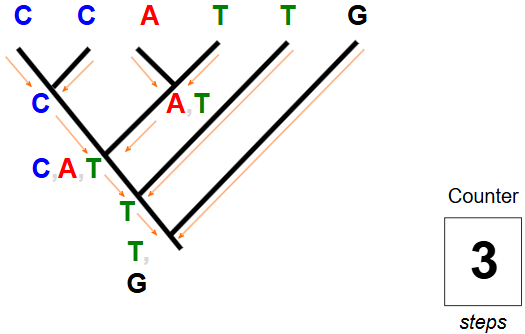 C C A T T G
C A,T
C,A,T
T
T,
G
Counter
3
steps